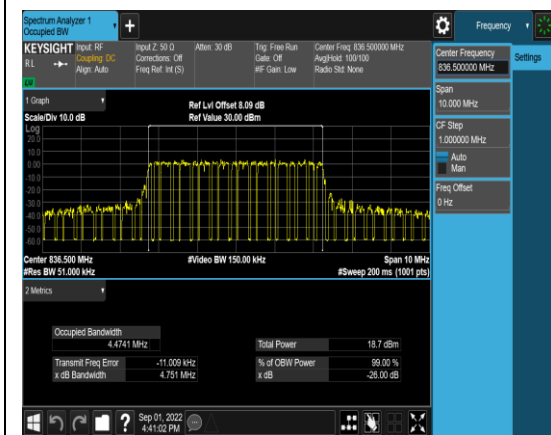 Spectrum Analyzer 1
Occupied BW
+
Frequency
KEYSIGHT
Input: RF
Input Z: 50 Ω
Atten: 30 dB
Trig: Free Run
Center Freq: 836.500000 MHz
RL
Coupling: DC
Corrections: Off
Gate: Off
Avg|Hold: 100/100
Align: Auto
Freq Ref: Int (S)
#IF Gain: Low
Radio Std: None
Center Frequency
836.500000 MHz
Settings
Span
10.000 MHz
CF Step
1.000000 MHz
Auto
Man
Freq Offset
0 Hz
1 Graph
Ref Lvl Offset 8.09 dB
Scale/Div 10.0 dB
Ref Value 30.00 dBm
Log
20.0
10.0
0.00
-10.0
-20.0
-30.0
-40.0
-50.0
-60.0
Center 836.500 MHz
#Video BW 150.00 kHz
Span 10 MHz
#Res BW 51.000 kHz
#Sweep 200 ms (1001 pts)
2 Metrics
Occupied Bandwidth
4.4741 MHz
Total Power
18.7 dBm
Transmit Freq Error
-11.009 kHz
% of OBW Power
99.00 %
x dB Bandwidth
4.751 MHz
x dB
-26.00 dB
?
Sep 01, 2022
4:41:02 PM